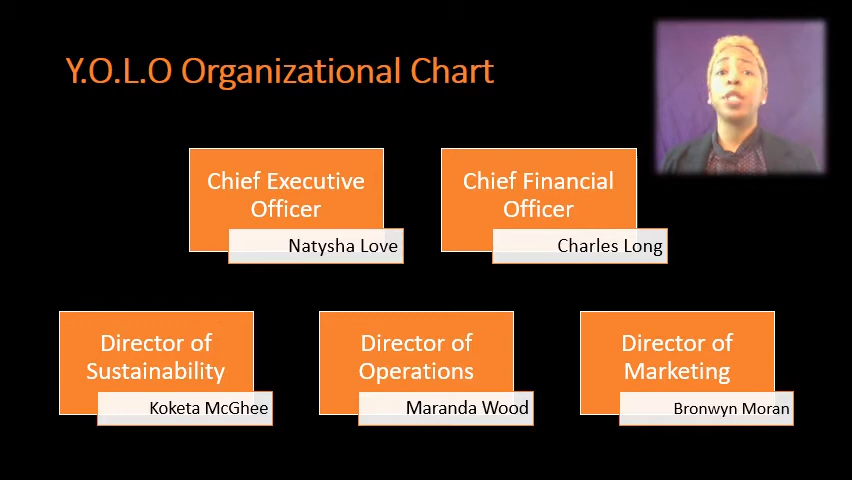 Y.O.L.O Organizational Chart
Chief Executive
Officer
Natysha Love
Chief Financial
Officer
Charles Long
Director of
Sustainability
Koketa McGhee
Director of
Operations
Maranda Wood
Director of
Marketing
Bronwyn Moran